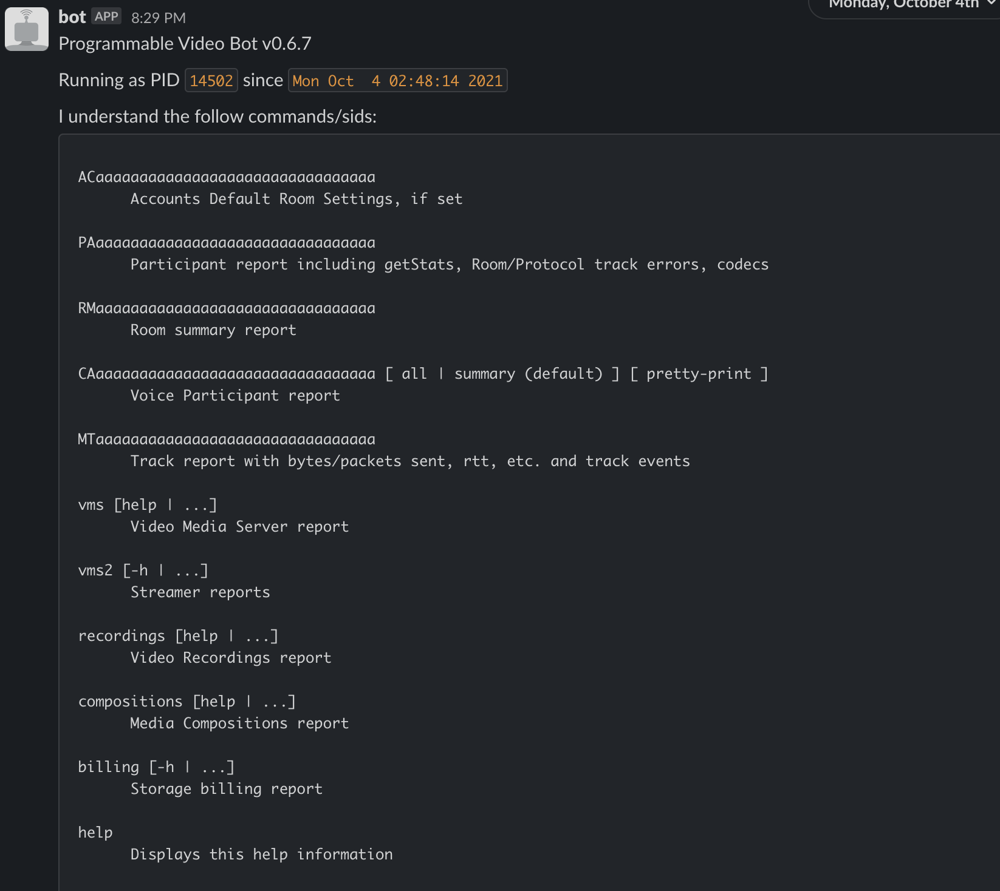 Monday, October 4th
bot APP 8:29 PM
Programmable Video Bot v0.6.7
Running as PID 14502 since Mon Oct  4 02:48:14 2021
I understand the follow commands/sids:
ACaaaaaaaaaaaaaaaaaaaaaaaaaaaaaaaa
Accounts Default Room Settings, if set
PAaaaaaaaaaaaaaaaaaaaaaaaaaaaaaaaa
Participant report including getStats, Room/Protocol track errors, codecs
RMaaaaaaaaaaaaaaaaaaaaaaaaaaaaaaaa
Room summary report
CAaaaaaaaaaaaaaaaaaaaaaaaaaaaaaaaa [ all | summary (default) ] [ pretty-print ]
Voice Participant report
MTaaaaaaaaaaaaaaaaaaaaaaaaaaaaaaaa
Track report with bytes/packets sent, rtt, etc. and track events
vms [help | ...]
Video Media Server report
vms2 [-h | ...]
Streamer reports
recordings [help | ...]
Video Recordings report
compositions [help | ...]
Media Compositions report
billing [-h | ...]
Storage billing report
help
Displays this help information